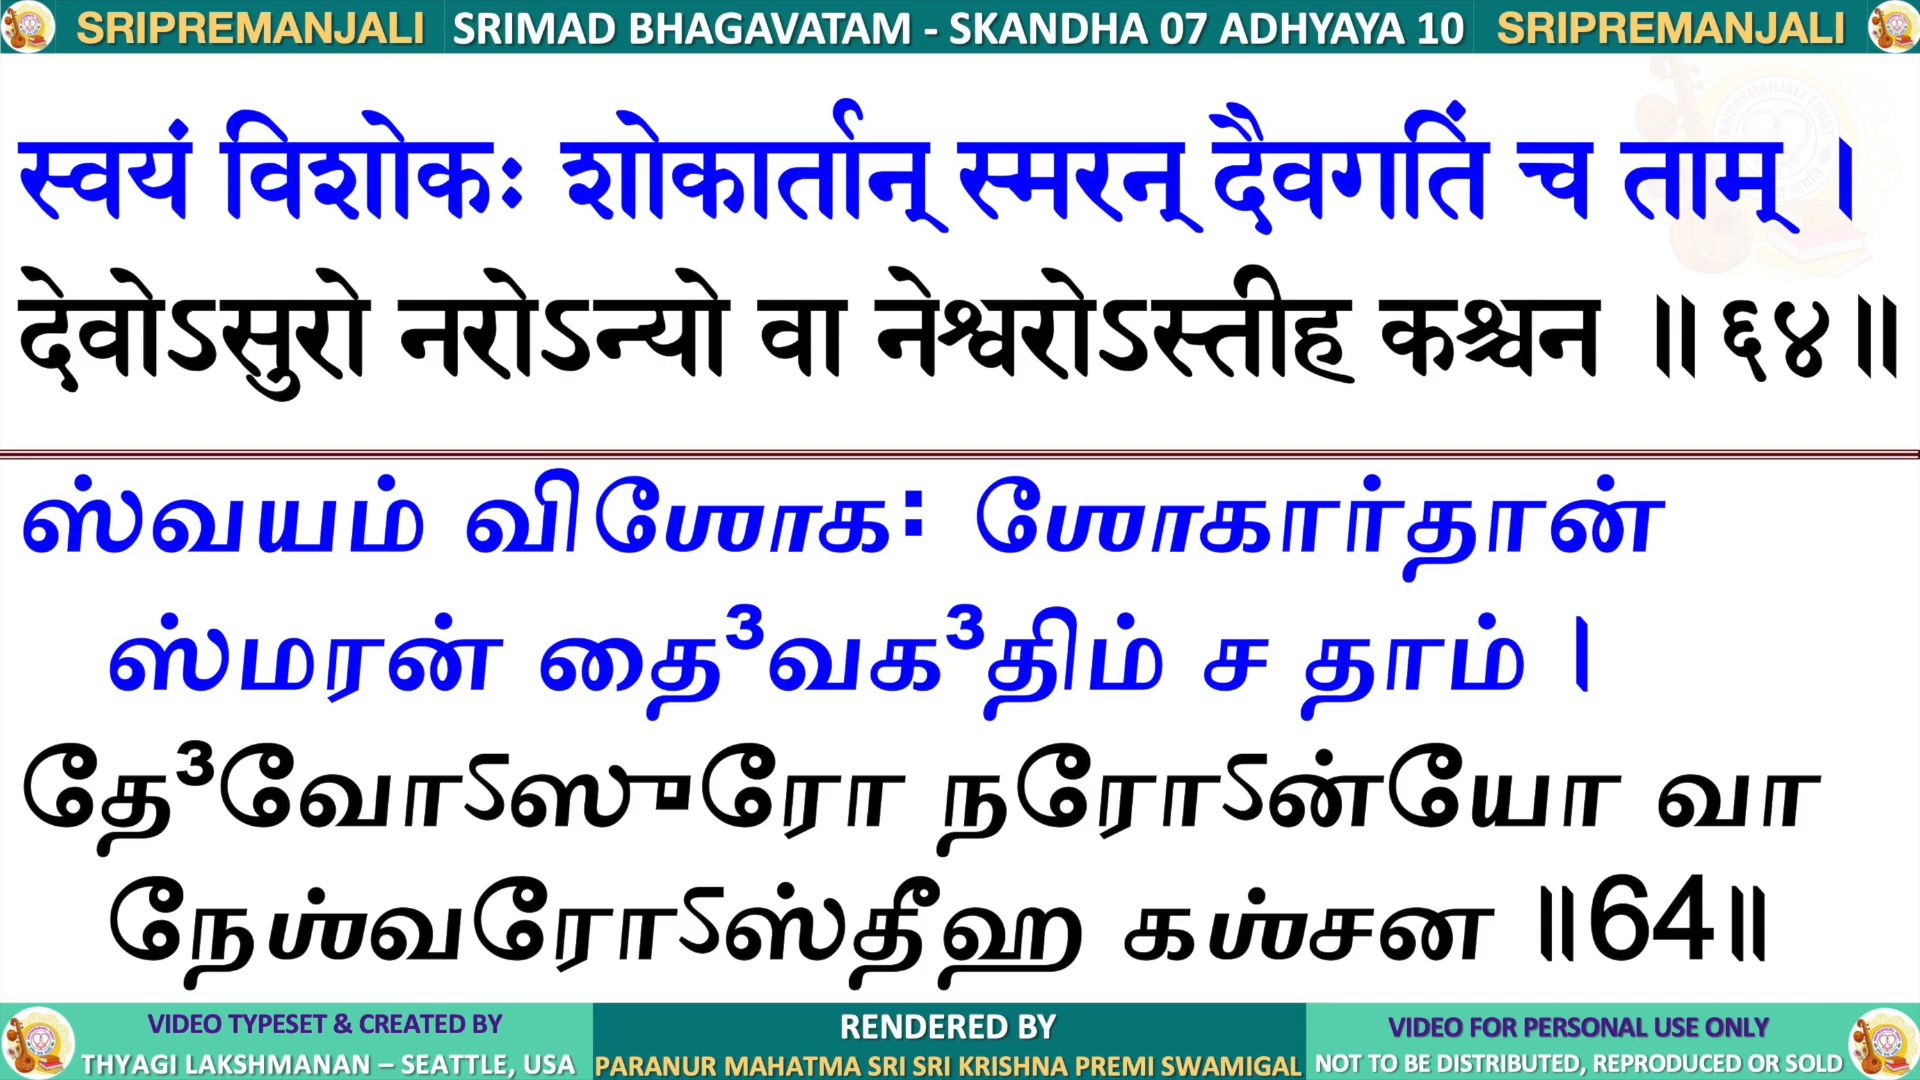 SRIPREMANJALI SRIMAD BHAGAVATAM - SKANDHA 07 ADHYAYA 10 SRIPREMANJALI
स्वयं विशोकः शोकार्तान् स्मरन् दैवगतिं च ताम् ।
देवोऽसुरो नरोऽन्यो वा नेश्वरोऽस्तीह कश्चन ॥६४॥
ஸ்வயம் விஶோக꞉ ஶோகார்தான்
ஸ்மரன் தை³வக³திம் ச தாம் ।
தே³வோऽஸுரோ நரோऽன்யோ வா
நேஶ்வரோऽஸ்தீஹ கஶ்சன ॥64॥
VIDEO TYPESET & CREATED BY RENDERED BY VIDEO FOR PERSONAL USE ONLY
THYAGI LAKSHMANAN – SEATTLE, USA PARANUR MAHATMA SRI SRI KRISHNA PREMI SWAMIGAL NOT TO BE DISTRIBUTED, REPRODUCED OR SOLD